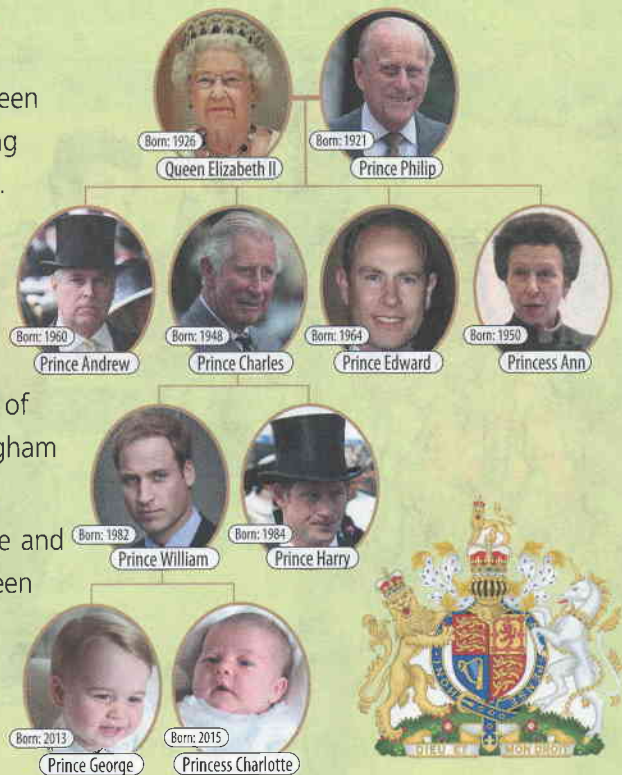 een
ng
.
Born: 1926
Queen Elizabeth II
Born: 1921
Prince Philip
Born: 1960
Prince Andrew
Born: 1948
Prince Charles
Born: 1964
Prince Edward
Born: 1950
Princess Ann
of
gham
e and
een
Born: 1982
Prince William
Born: 1984
Prince Harry
Born: 2013
Prince George
Born: 2015
Princess Charlotte
DIEU ET MON DROIT